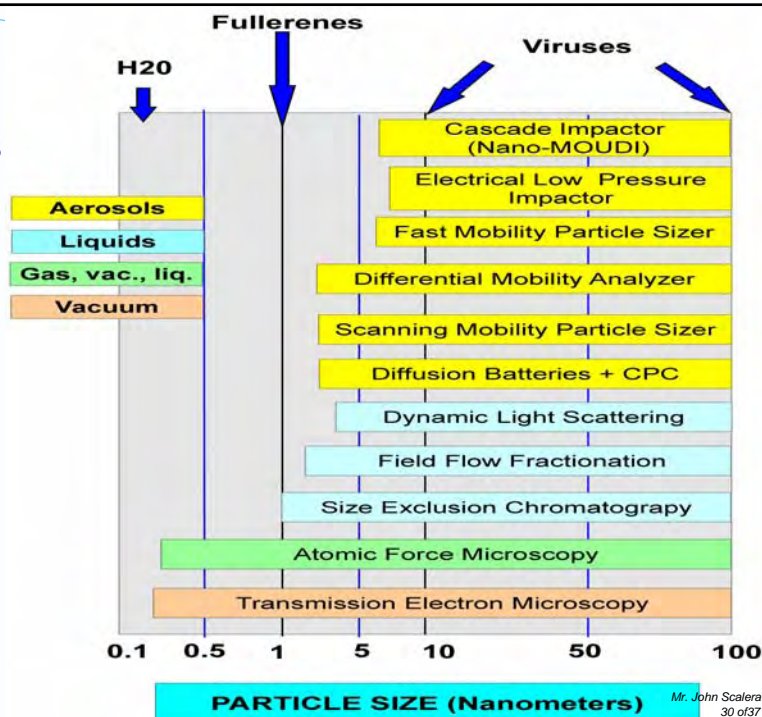 Fullerenes
Viruses
H20
Cascade Impactor
(Nano-MOUDI)
Electrical Low Pressure
Impactor
Aerosols
Fast Mobility Particle Sizer
Liquids
Gas, vac., liq.
Differential Mobility Analyzer
Vacuum
Scanning Mobility Particle Sizer
Diffusion Batteries + CPC
Dynamic Light Scattering
Field Flow Fractionation
Size Exclusion Chromatograpy
Atomic Force Microscopy
Transmission Electron Microscopy
0.1 0.5 1 5 10 50 100
PARTICLE SIZE (Nanometers)
Mr. John Scalera
30 of37